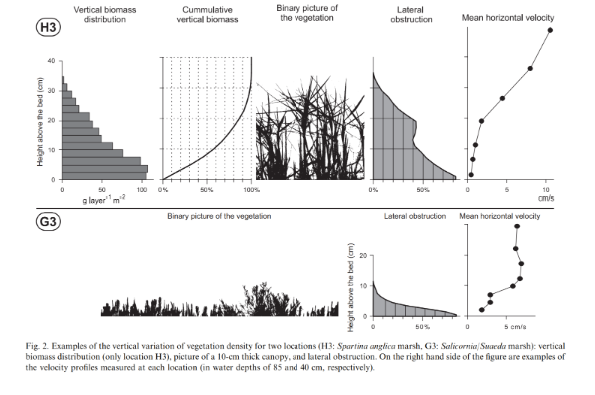 H3
Vertical biomass
distribution
Cummulative
vertical biomass
Binary picture of
the vegetation
Lateral
obstruction
Mean horizontal velocity
Height above the bed (cm)
40
30
20
10
0
0 50 100
g layer⁻¹ m⁻²
0% 50% 100%
0% 50%
0 5 10
cm/s
G3
Binary picture of the vegetation
Lateral obstruction
Mean horizontal velocity
Height above the bed (cm)
20
10
0
0 50%
0 5 cm/s
Fig. 2. Examples of the vertical variation of vegetation density for two locations (H3: Spartina anglica marsh, G3: Salicornia/Suaeda marsh): vertical
biomass distribution (only location H3), picture of a 10-cm thick canopy, and lateral obstruction. On the right hand side of the figure are examples of
the velocity profiles measured at each location (in water depths of 85 and 40 cm, respectively).